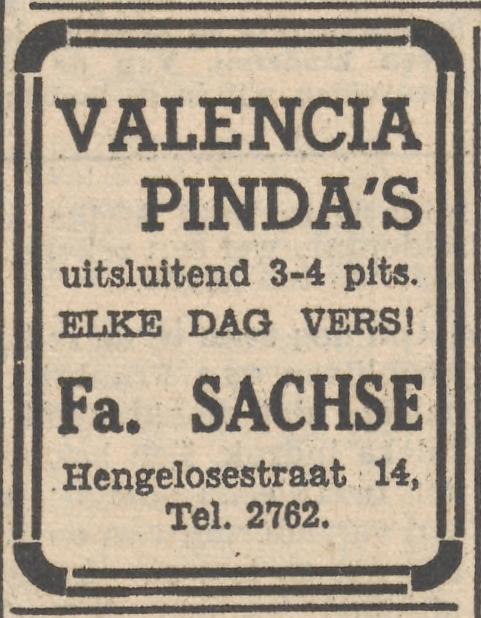 VALENCIA
PINDA'S
uitsluitend 3-4 pits.
ELKE DAG VERS!
Fa. SACHSE
Hengelosestraat 14,
Tel. 2762.